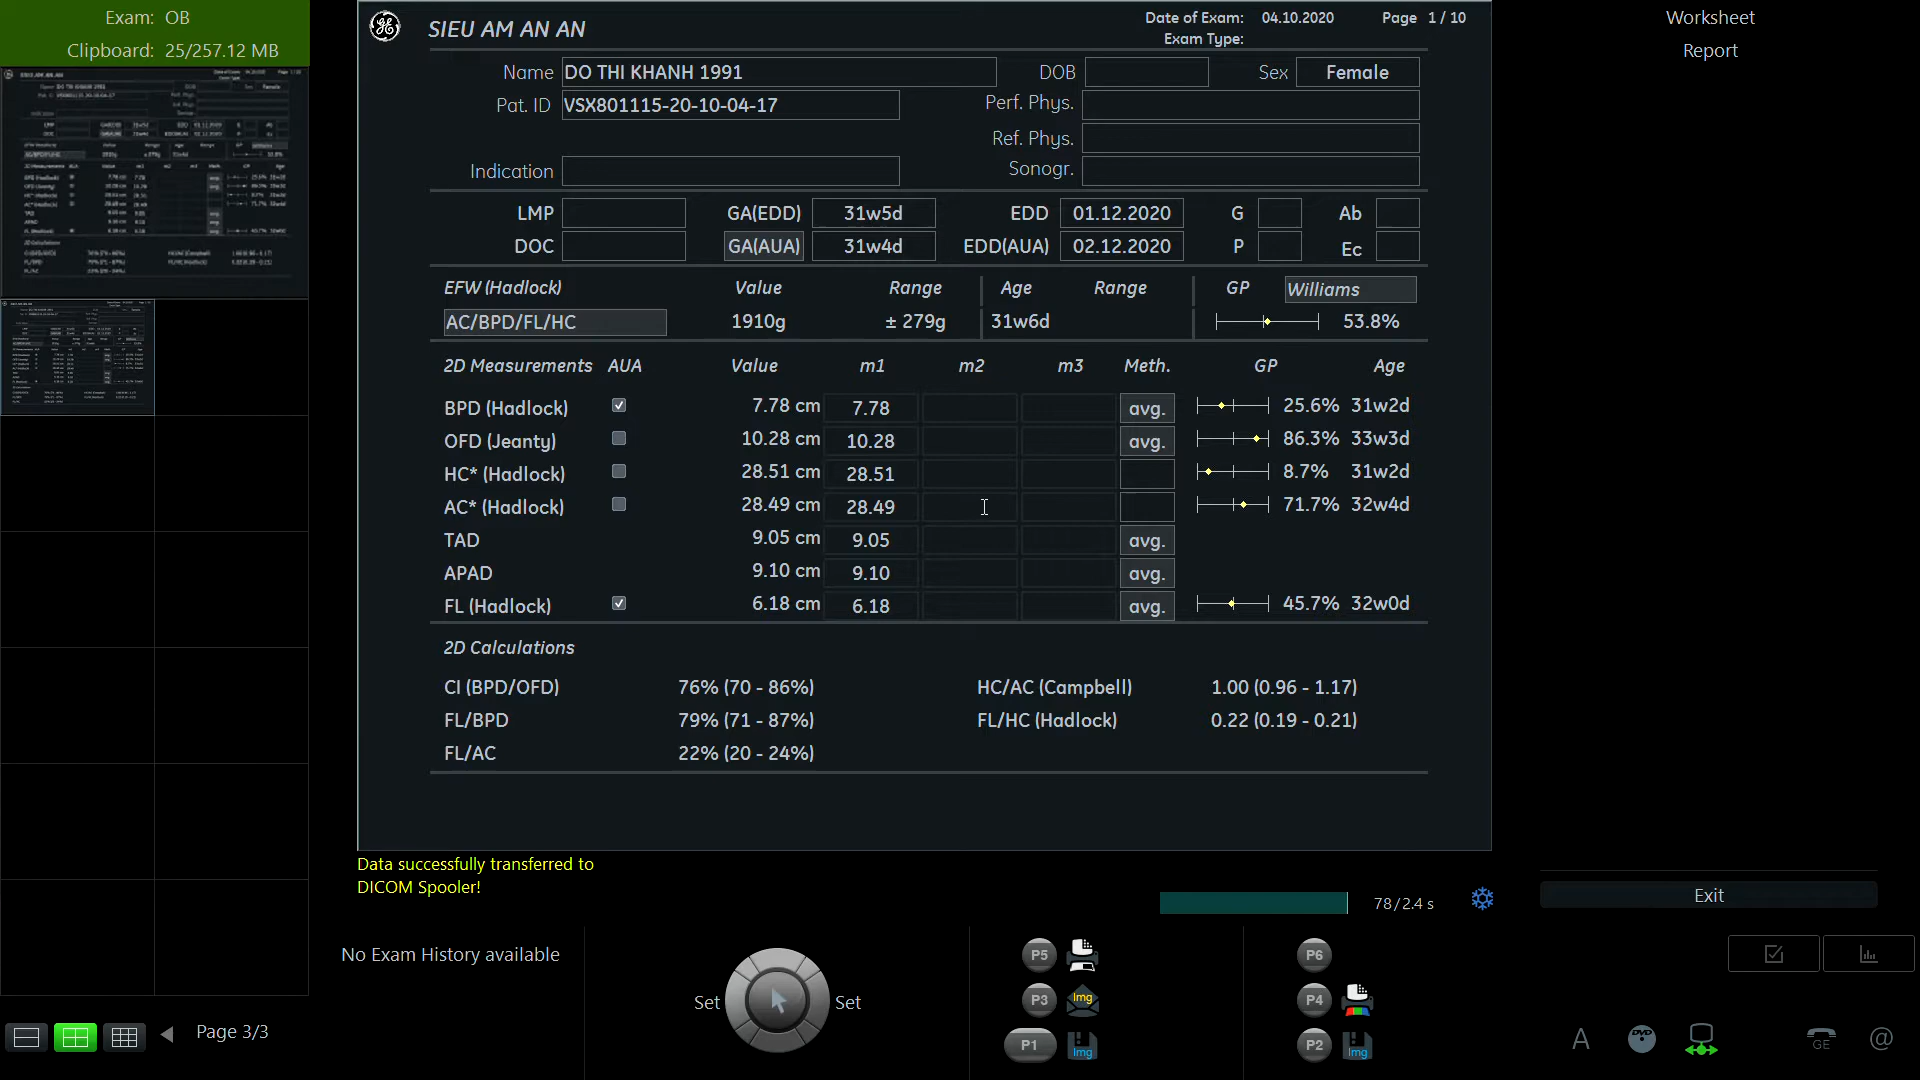 Exam: OB
Clipboard: 25/257.12 MB
SIEU AM AN AN
Date of Exam: 04.10.2020 Page 1 / 10
Exam Type:
Name DO THI KHANH 1991 DOB Sex Female
Pat. ID VSX801115-20-10-04-17 Perf. Phys.
Ref. Phys.
Indication Sonogr.
LMP GA(EDD) 31w5d EDD 01.12.2020 G Ab
DOC GA(AUA) 31w4d EDD(AUA) 02.12.2020 P Ec
EFW (Hadlock) Value Range Age Range GP Williams
AC/BPD/FL/HC 1910g ± 279g 31w6d 53.8%
2D Measurements AUA Value m1 m2 m3 Meth. GP Age
BPD (Hadlock) 7.78 cm 7.78 avg. 25.6% 31w2d
OFD (Jeanty) 10.28 cm 10.28 avg. 86.3% 33w3d
HC* (Hadlock) 28.51 cm 28.51 8.7% 31w2d
AC* (Hadlock) 28.49 cm 28.49 71.7% 32w4d
TAD 9.05 cm 9.05 avg.
APAD 9.10 cm 9.10 avg.
FL (Hadlock) 6.18 cm 6.18 avg. 45.7% 32w0d
2D Calculations
CI (BPD/OFD) 76% (70 - 86%) HC/AC (Campbell) 1.00 (0.96 - 1.17)
FL/BPD 79% (71 - 87%) FL/HC (Hadlock) 0.22 (0.19 - 0.21)
FL/AC 22% (20 - 24%)
Worksheet
Report
Data successfully transferred to
DICOM Spooler!
78/2.4 s
Exit
No Exam History available
Set Set
P5 P6
P3 Img P4
P1 Img P2 Img
Page 3/3
A DVD GE @